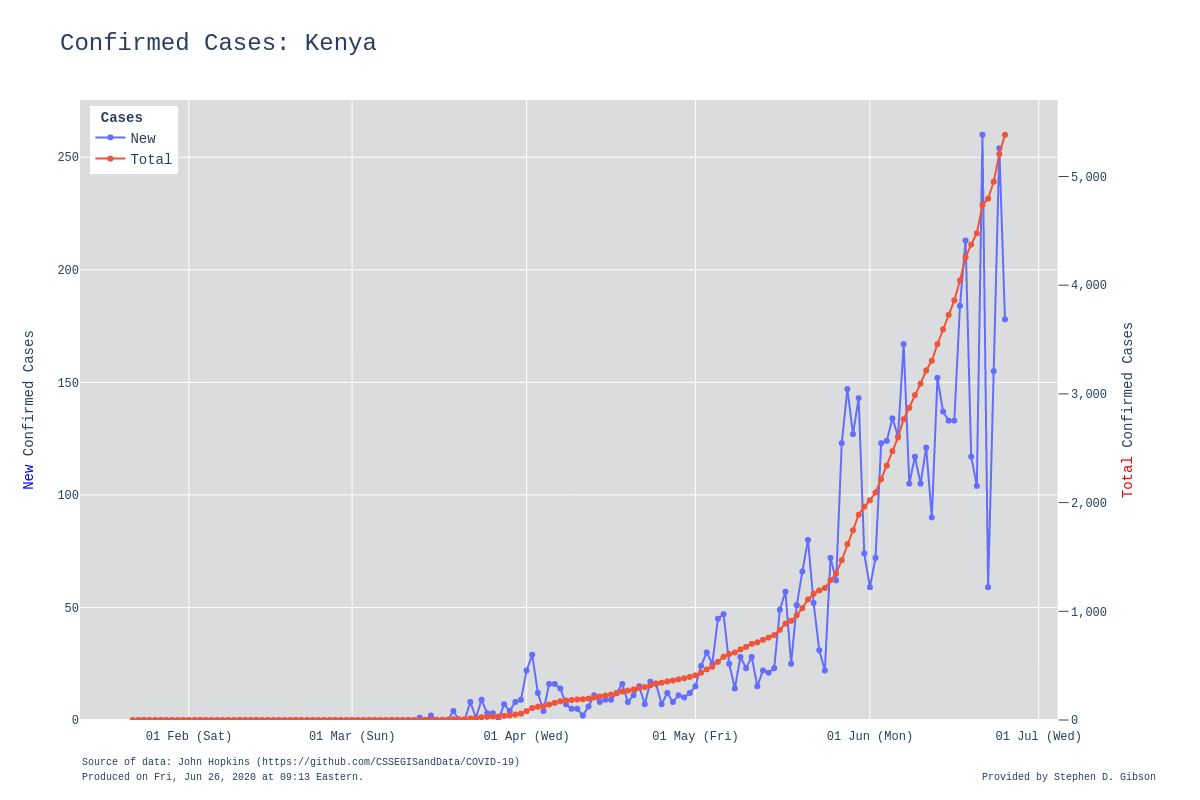 Confirmed Cases: Kenya
Cases
New
Total
250
200
150
100
50
0
5,000
4,000
3,000
2,000
1,000
0
New Confirmed Cases
Total Confirmed Cases
01 Feb (Sat)
01 Mar (Sun)
01 Apr (Wed)
01 May (Fri)
01 Jun (Mon)
01 Jul (Wed)
Source of data: John Hopkins (https://github.com/CSSEGISandData/COVID-19)
Produced on Fri, Jun 26, 2020 at 09:13 Eastern.
Provided by Stephen D. Gibson